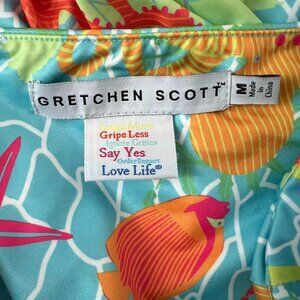 GRETCHEN SCOTT™
M
Made in
China
Gripe Less
Ignore Critics
Say Yes
Order Dessert
Love Life®